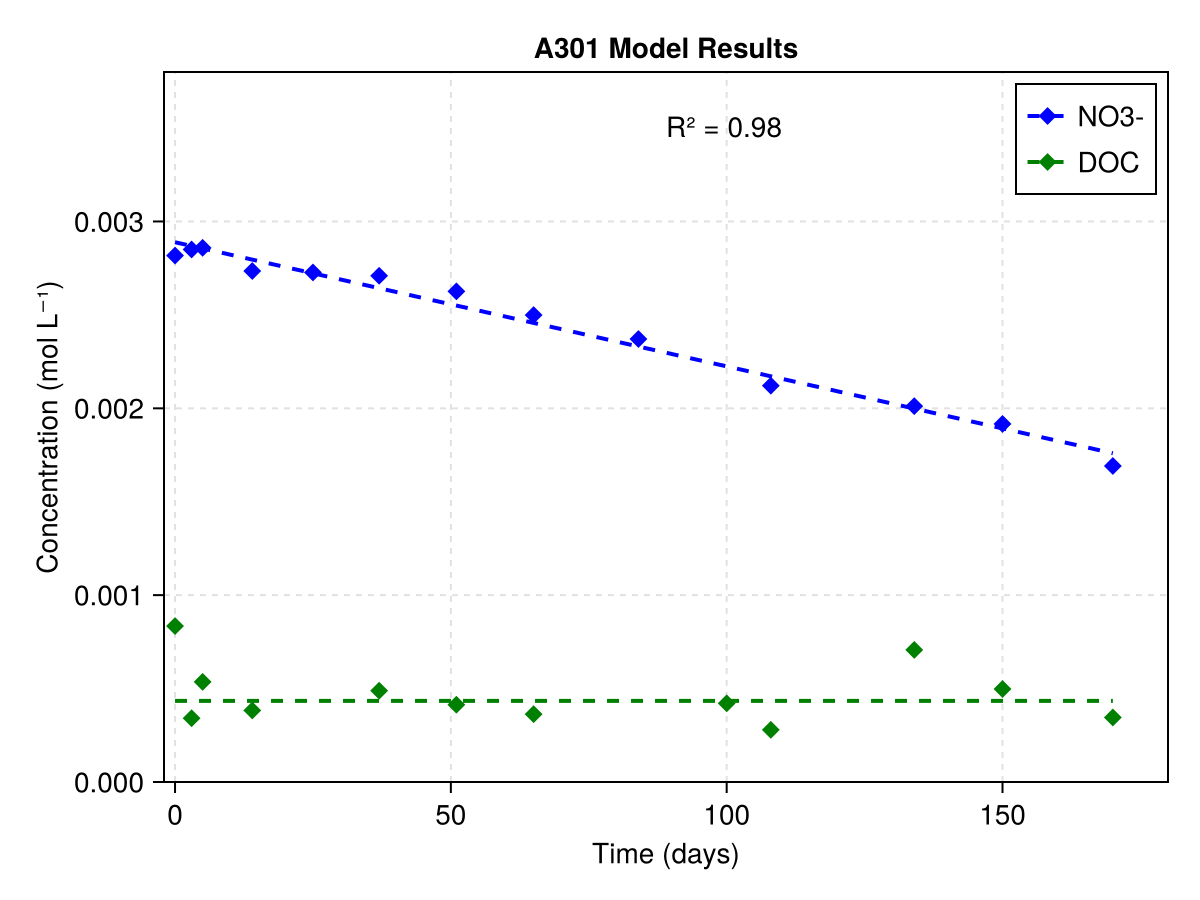 A301 Model Results
R² = 0.98
NO3-
DOC
Concentration (mol L⁻¹)
0.003
0.002
0.001
0.000
0
50
100
150
Time (days)